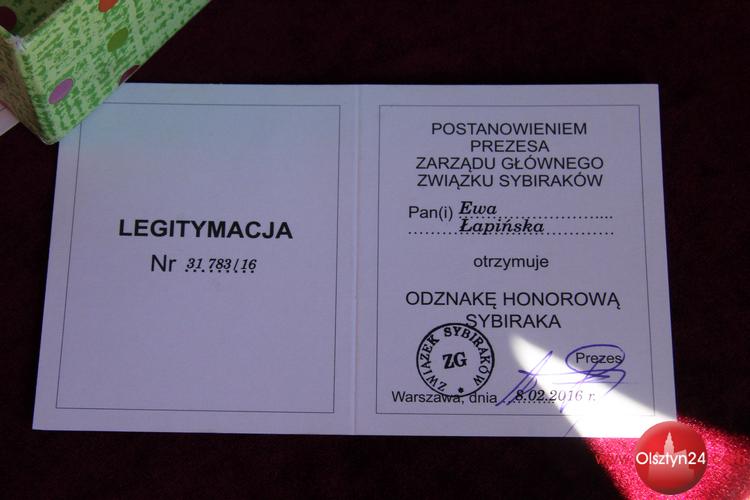 LEGITYMACJA
Nr 31 783/16
POSTANOWIENIEM
PREZESA
ZARZĄDU GŁÓWNEGO
ZWIĄZKU SYBIRAKÓW
Pan(i) Ewa
Łapińska
otrzymuje
ODZNAKĘ HONOROWĄ
SYBIRAKA
ZWIĄZEK SYBIRAKÓW
ZG
Prezes
Warszawa, dnia 8.02.2016 r.
Olsztyn24